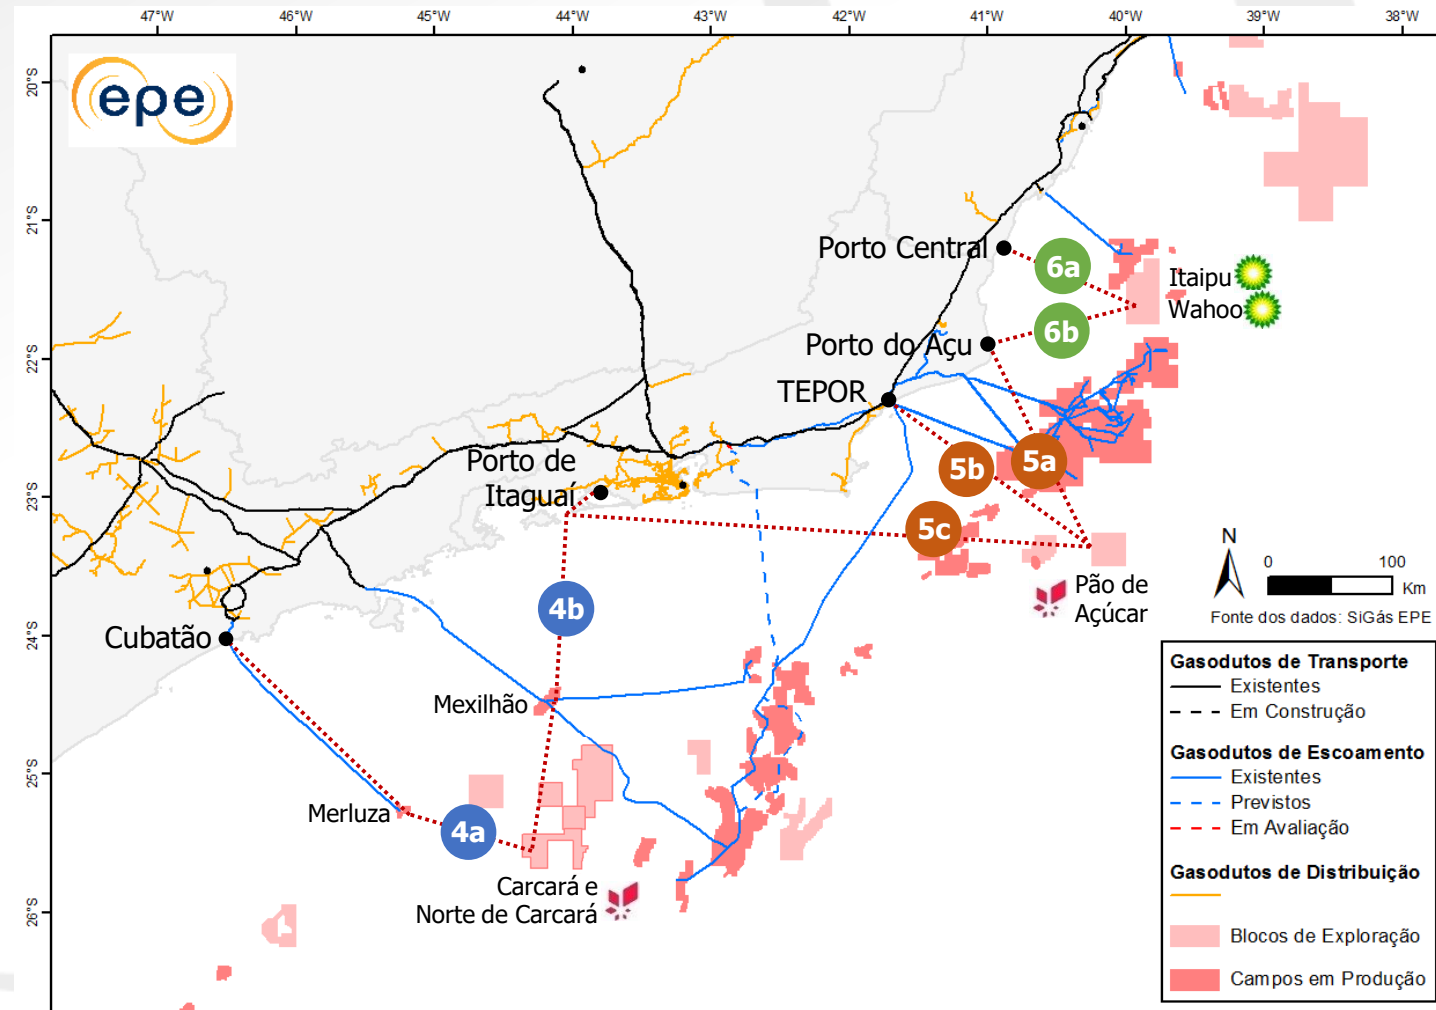 47°W 46°W 45°W 44°W 43°W 42°W 41°W 40°W 39°W 38°W
20°S
epe
21°S
Porto Central
6a
Itaipu
Wahoo
6b
Porto do Açu
22°S
TEPOR
Porto de
Itaguaí
5b
5a
23°S
5c
Pão de
Açúcar
N
0 100
Km
Fonte dos dados: SiGás EPE
4b
24°S
Cubatão
Mexilhão
25°S
Merluza
4a
Carcará e
Norte de Carcará
26°S
Gasodutos de Transporte
Existentes
Em Construção
Gasodutos de Escoamento
Existentes
Previstos
Em Avaliação
Gasodutos de Distribuição
Blocos de Exploração
Campos em Produção